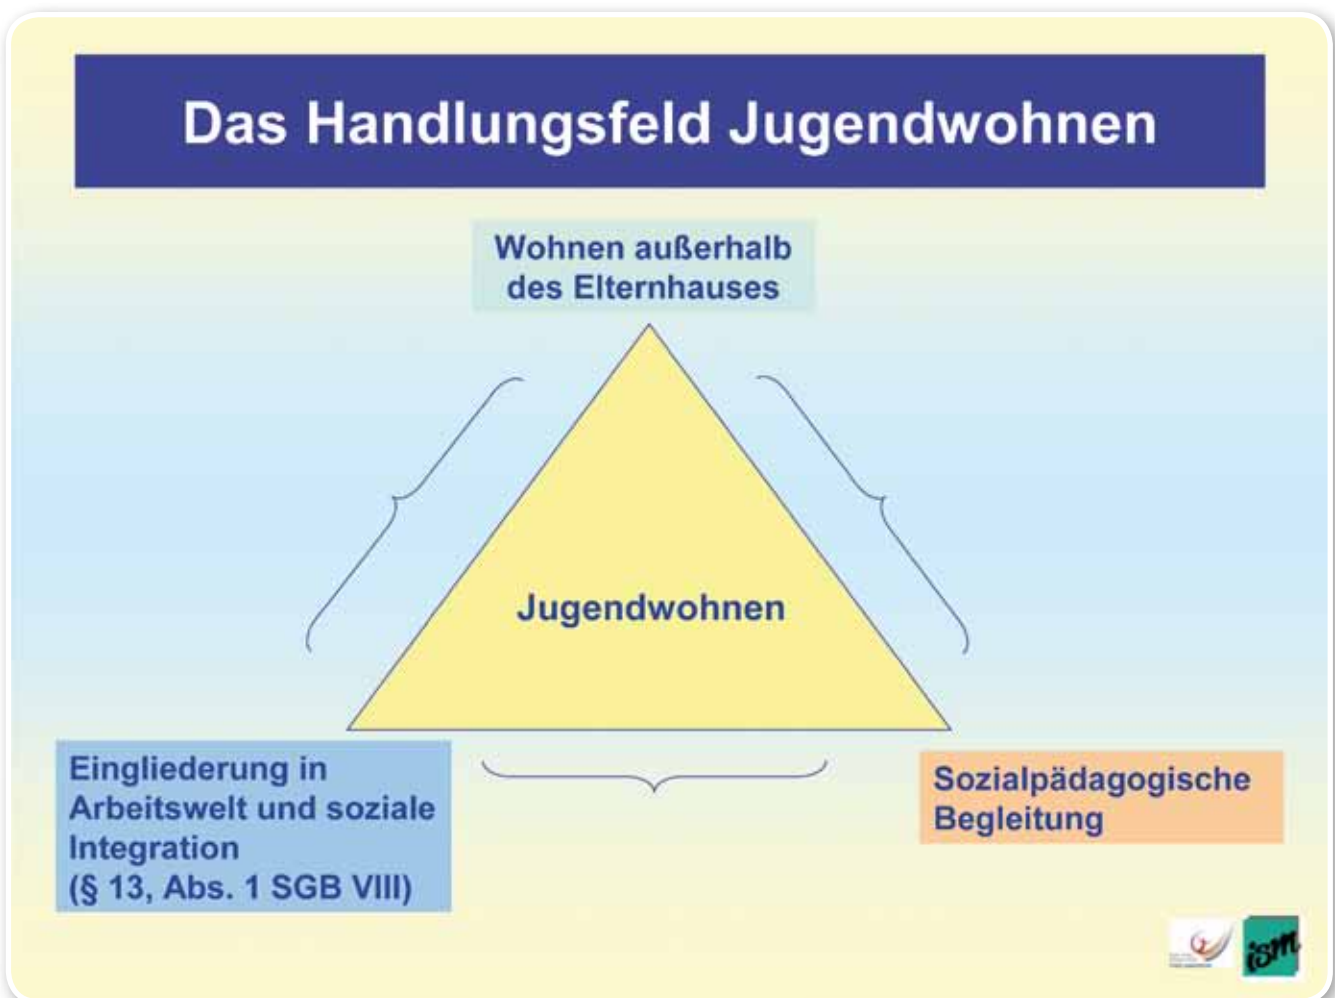 Das Handlungsfeld Jugendwohnen
Wohnen außerhalb
des Elternhauses
Jugendwohnen
Eingliederung in
Arbeitswelt und soziale
Integration
(§ 13, Abs. 1 SGB VIII)
Sozialpädagogische
Begleitung
ism